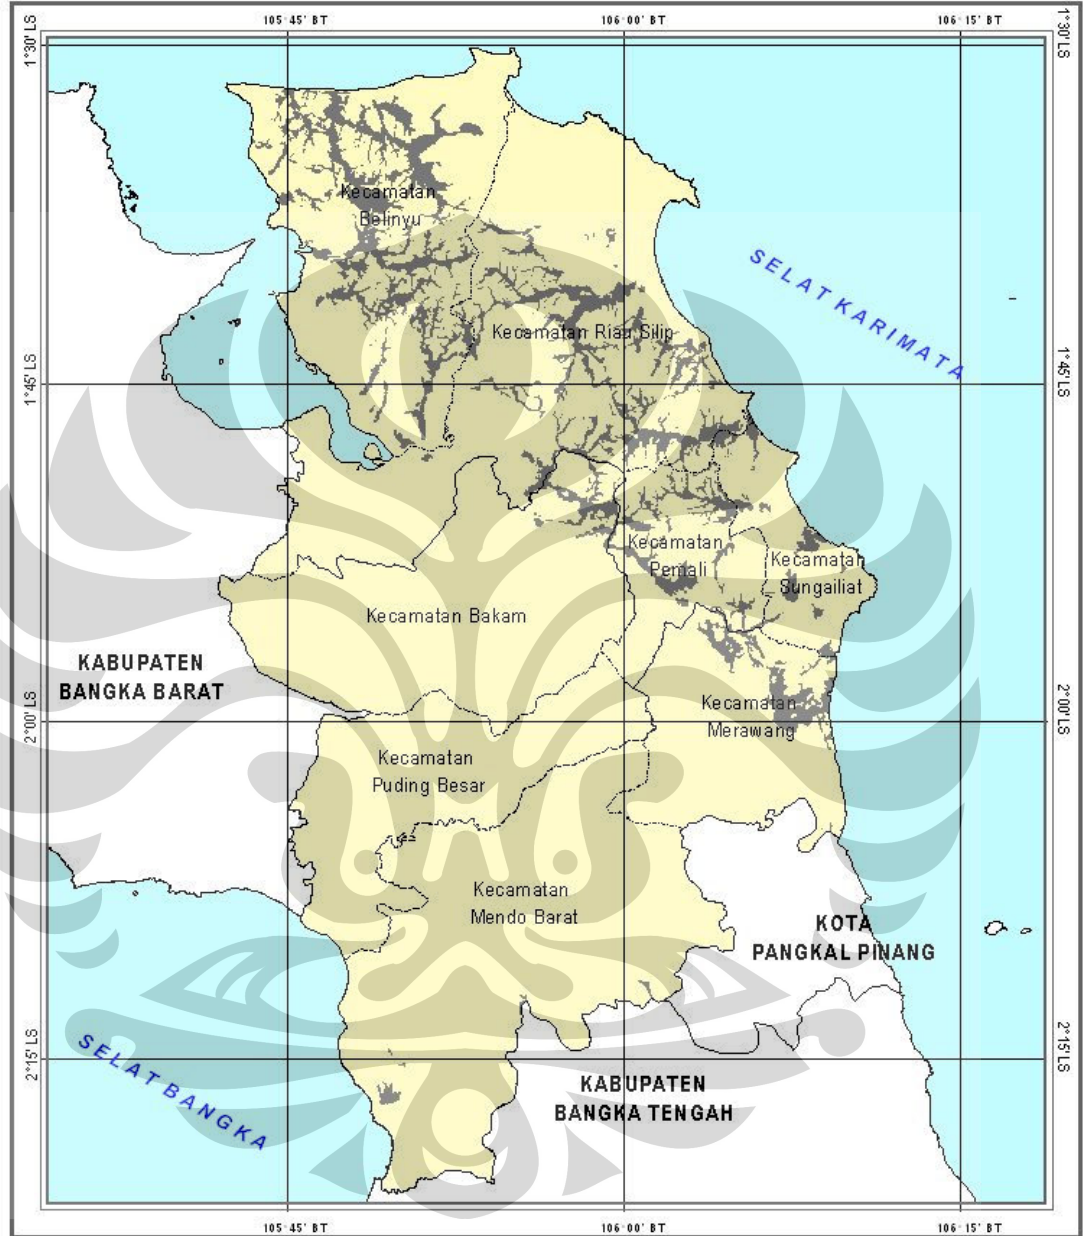 105°45' BT
106°00' BT
106°15' BT
1°30' LS
1°30' LS
Kecamatan
Belinyu
SELAT KARIMATA
Kecamatan Riau Silip
1°45' LS
1°45' LS
Kecamatan
Pemali
Kecamatan
Sungailiat
Kecamatan Bakam
KABUPATEN
BANGKA BARAT
Kecamatan
Merawang
2°00' LS
2°00' LS
Kecamatan
Puding Besar
Kecamatan
Mendo Barat
KOTA
PANGKAL PINANG
2°15' LS
2°15' LS
SELAT BANGKA
KABUPATEN
BANGKA TENGAH
105°45' BT
106°00' BT
106°15' BT